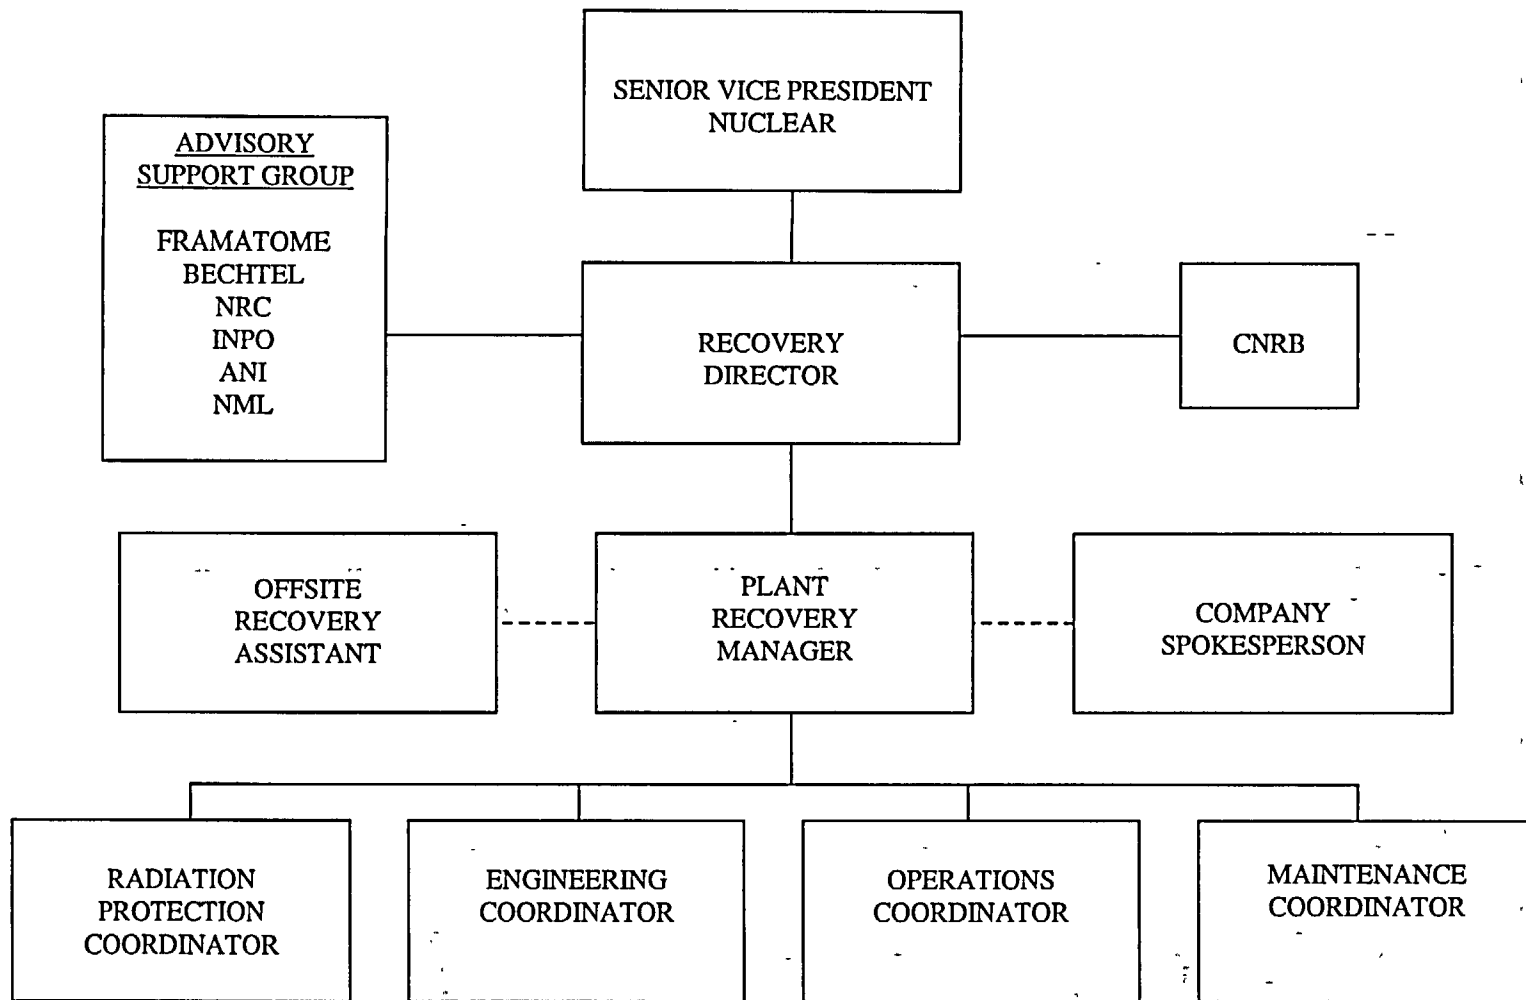 SENIOR VICE PRESIDENT
NUCLEAR
ADVISORY
SUPPORT GROUP
FRAMATOME
BECHTEL
NRC
INPO
ANI
NML
RECOVERY
DIRECTOR
CNRB
OFFSITE
RECOVERY
ASSISTANT
PLANT
RECOVERY
MANAGER
COMPANY
SPOKESPERSON
RADIATION
PROTECTION
COORDINATOR
ENGINEERING
COORDINATOR
OPERATIONS
COORDINATOR
MAINTENANCE
COORDINATOR